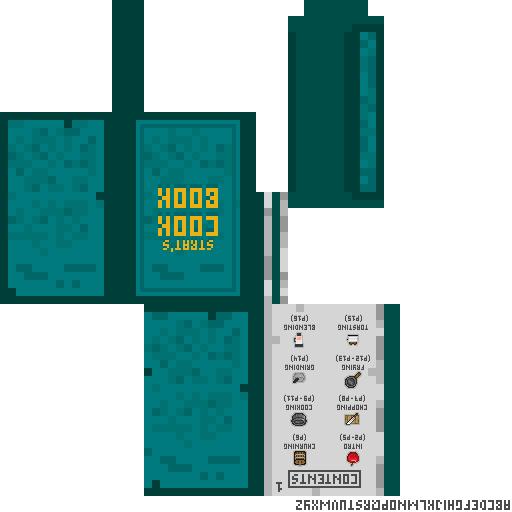 STRAT'S
COOK
BOOK
CONTENTS
1
INTRO
(P2-P5)
CHURNING
(P6)
CHOPPING
(P7-P8)
COOKING
(P9-P11)
FRYING
(P12-P13)
GRINDING
(P14)
TOASTING
(P15)
BLENDING
(P16)
ABCDEFGHIJKLMNOPQRSTUVWXYZ